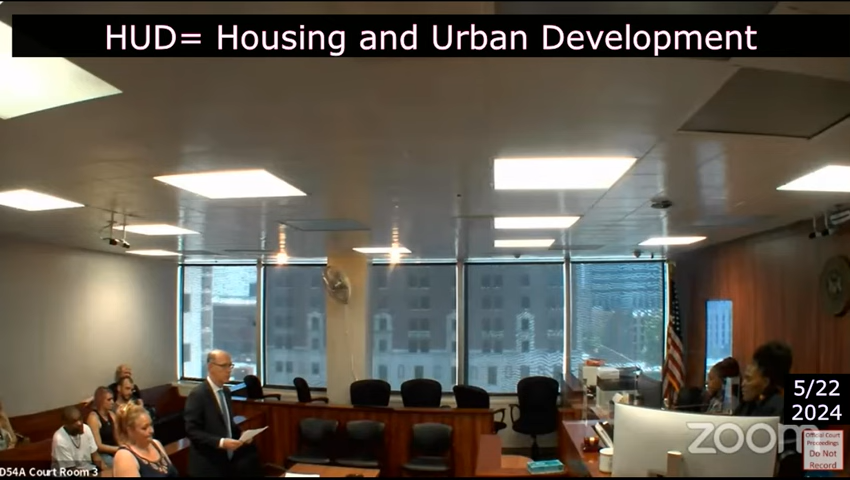 HUD= Housing and Urban Development
5/22
2024
zoom
Official Court
Proceedings
Do Not
Record
D54A Court Room 3